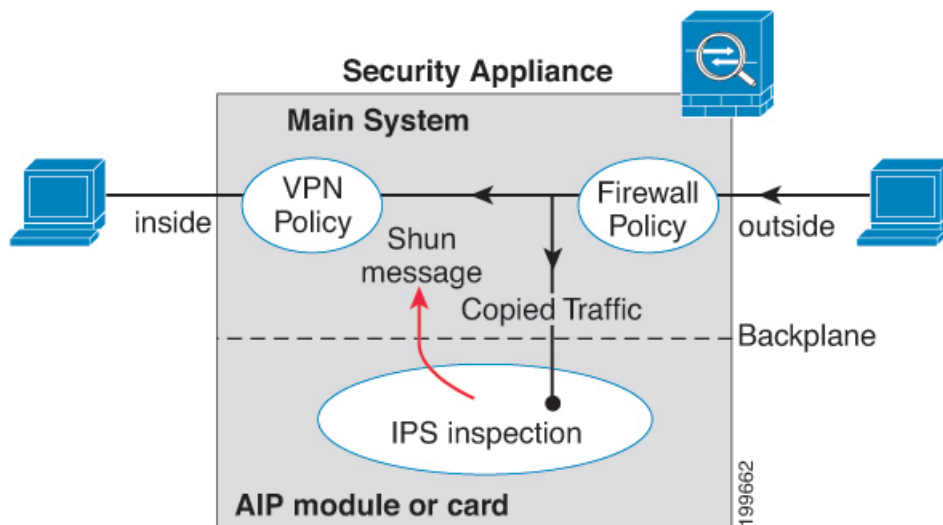 Security Appliance
Main System
VPN
Policy
Firewall
Policy
inside
outside
Shun
message
Copied Traffic
Backplane
IPS inspection
AIP module or card
199662